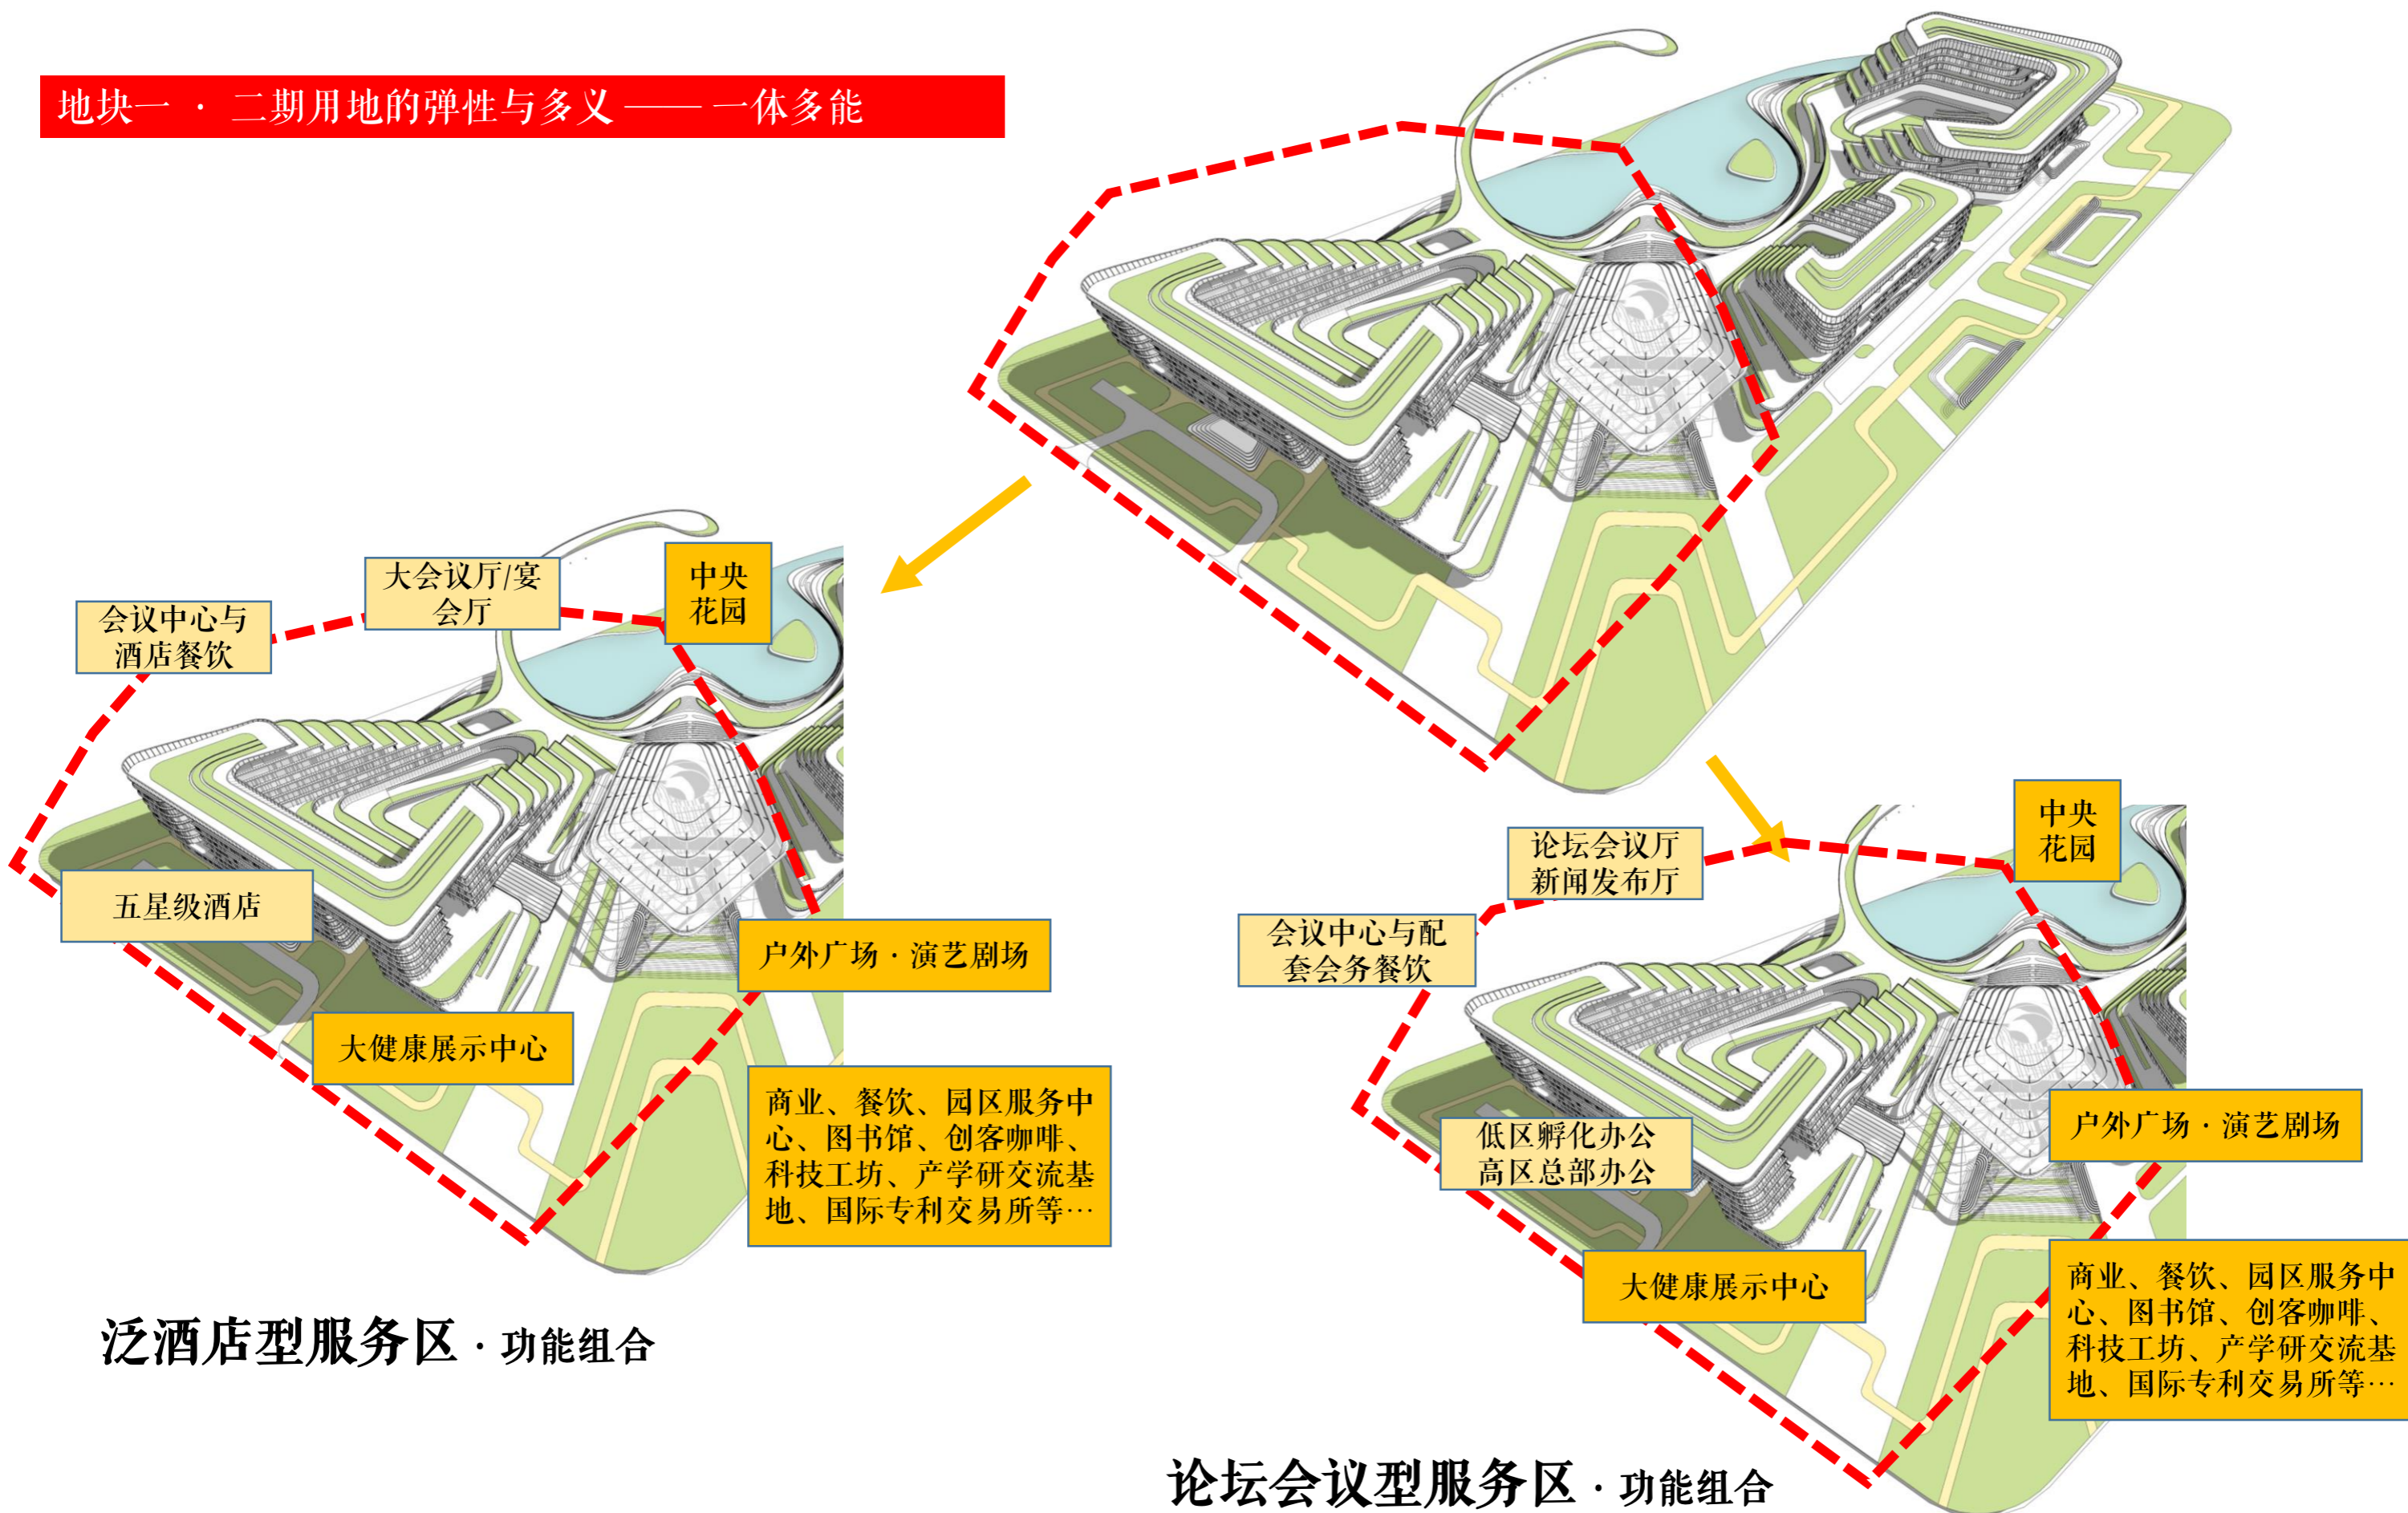 地块一 · 二期用地的弹性与多义 —— 一体多能
大会议厅/宴
会厅
中央
花园
会议中心与
酒店餐饮
五星级酒店
户外广场 · 演艺剧场
大健康展示中心
商业、餐饮、园区服务中
心、图书馆、创客咖啡、
科技工坊、产学研交流基
地、国际专利交易所等…
泛酒店型服务区 · 功能组合
中央
花园
论坛会议厅
新闻发布厅
会议中心与配
套会务餐饮
低区孵化办公
高区总部办公
户外广场 · 演艺剧场
大健康展示中心
商业、餐饮、园区服务中
心、图书馆、创客咖啡、
科技工坊、产学研交流基
地、国际专利交易所等…
论坛会议型服务区 · 功能组合